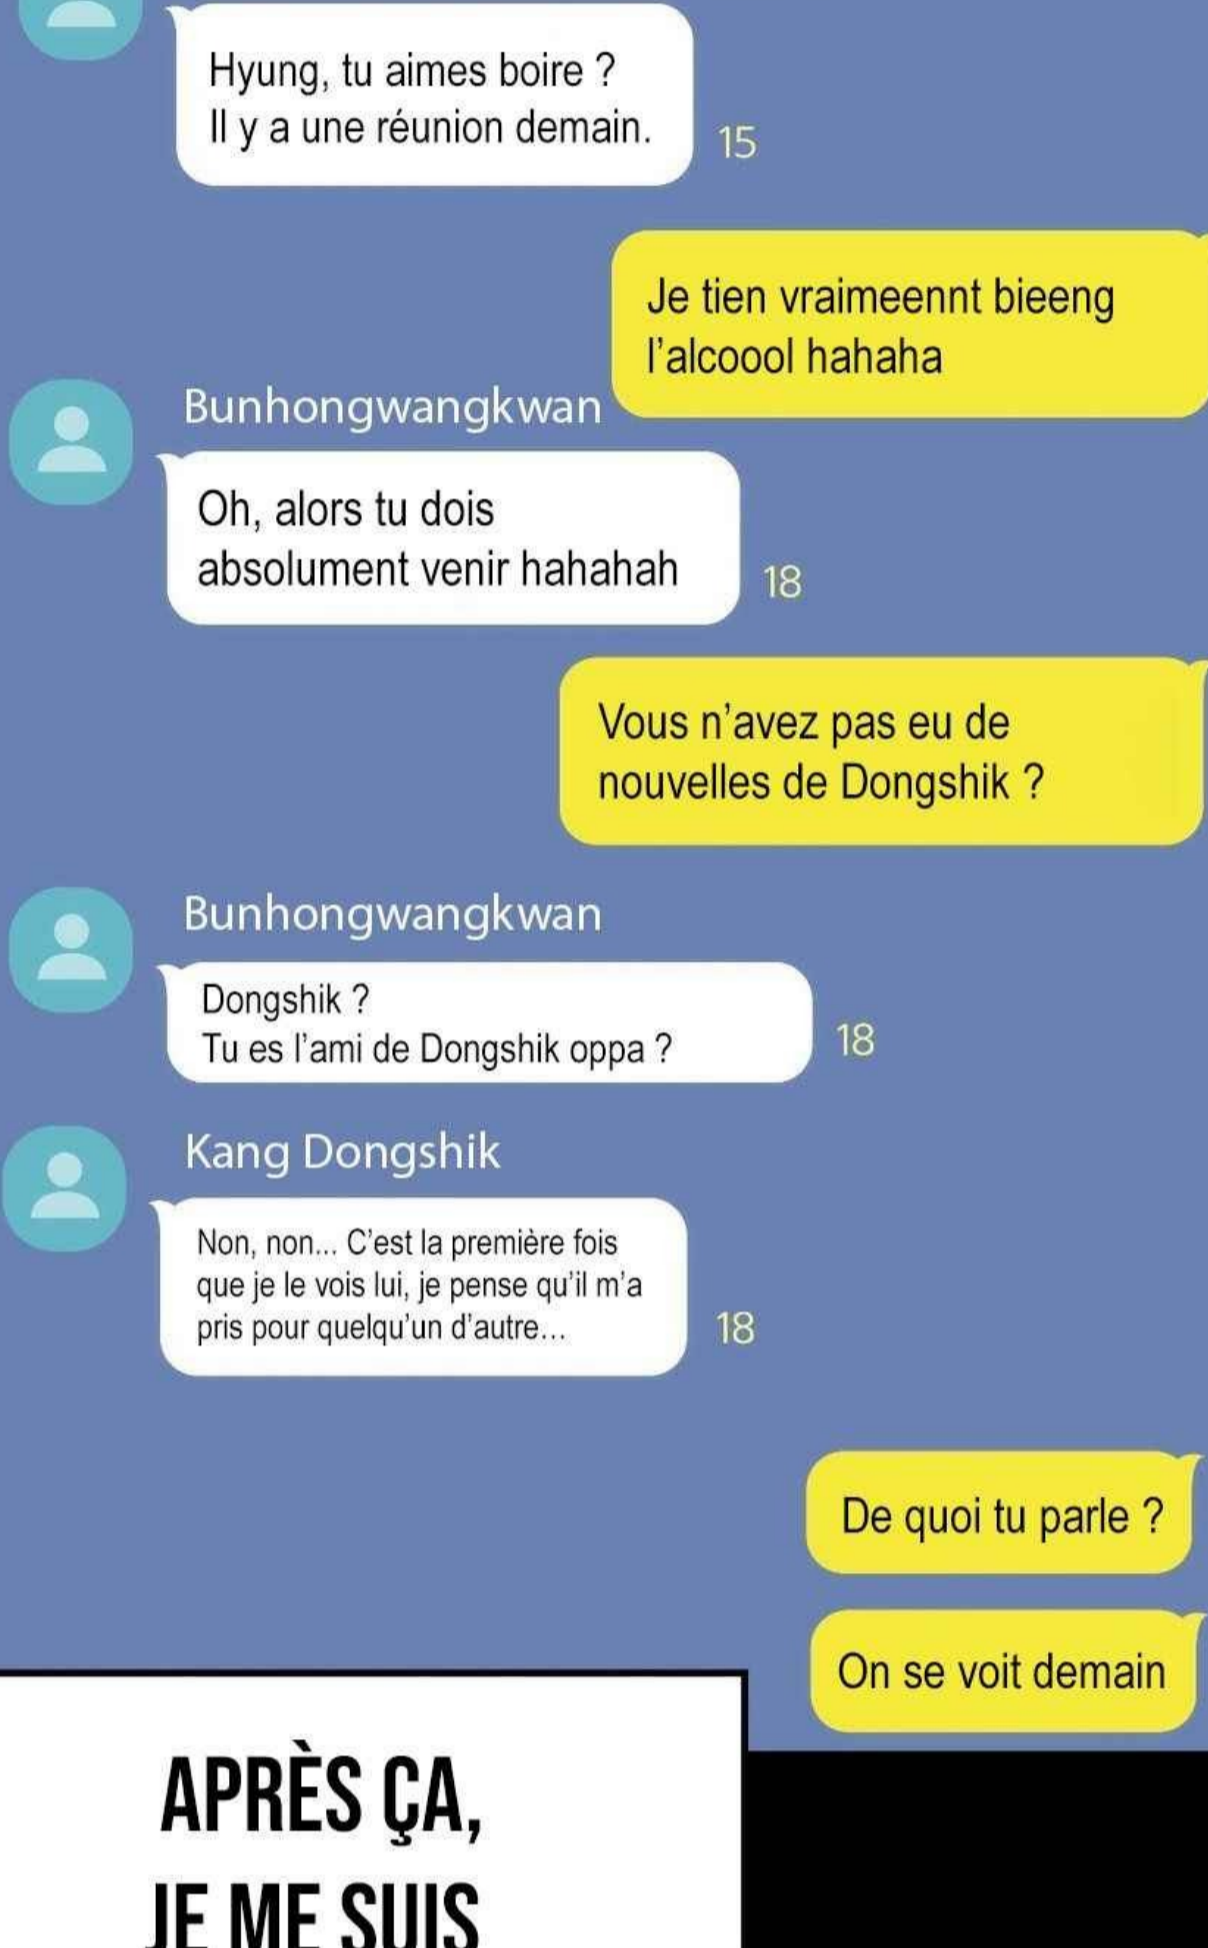 Hyung, tu aimes boire ?
Il y a une réunion demain.
15
Je tien vraimeennt bieeng
l'alcoool hahaha
Bunhongwangkwan
Oh, alors tu dois
absolument venir hahahah
18
Vous n'avez pas eu de
nouvelles de Dongshik ?
Bunhongwangkwan
Dongshik ?
Tu es l'ami de Dongshik oppa ?
18
Kang Dongshik
Non, non... C'est la première fois
que je le vois lui, je pense qu'il m'a
pris pour quelqu'un d'autre...
18
De quoi tu parle ?
On se voit demain
APRÈS ÇA,
JE ME SUIS